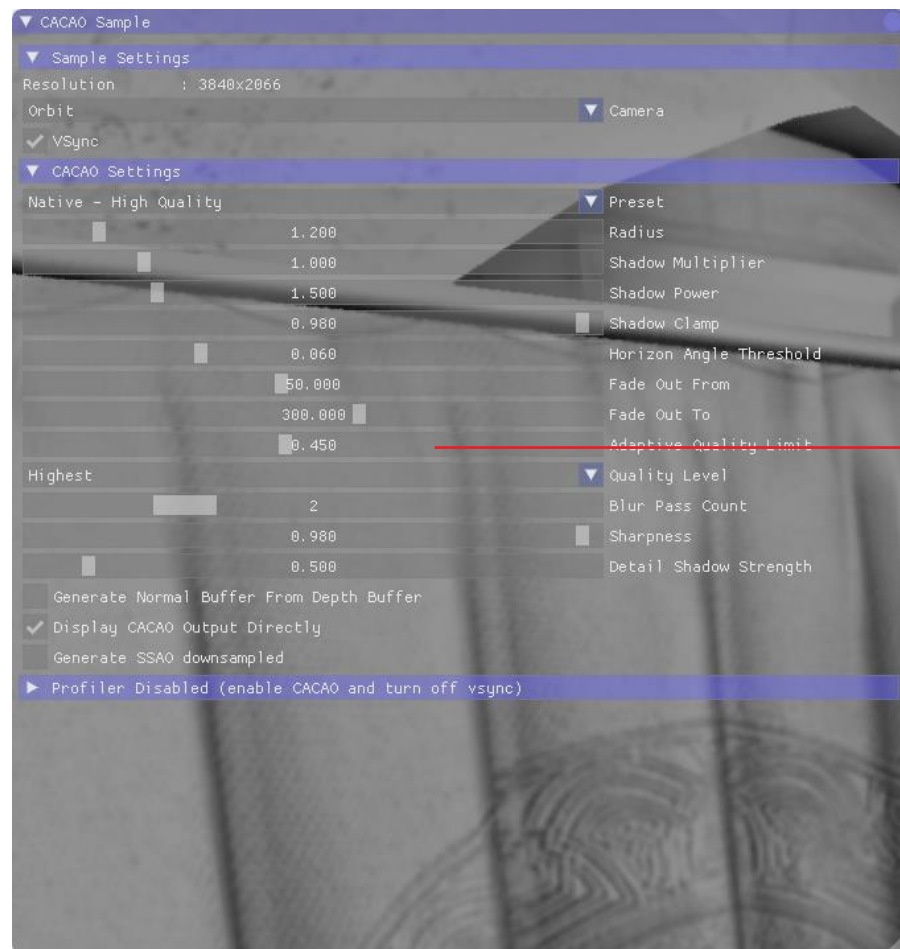 CACAO Sample
Sample Settings
Resolution : 3840x2066
Orbit Camera
VSync
CACAO Settings
Native - High Quality Preset
1.200 Radius
1.000 Shadow Multiplier
1.500 Shadow Power
0.980 Shadow Clamp
0.060 Horizon Angle Threshold
50.000 Fade Out From
300.000 Fade Out To
0.450 Adaptive Quality Limit
Highest Quality Level
2 Blur Pass Count
0.980 Sharpness
0.500 Detail Shadow Strength
Generate Normal Buffer From Depth Buffer
Display CACAO Output Directly
Generate SSAO downsampled
Profiler Disabled (enable CACAO and turn off vsync)